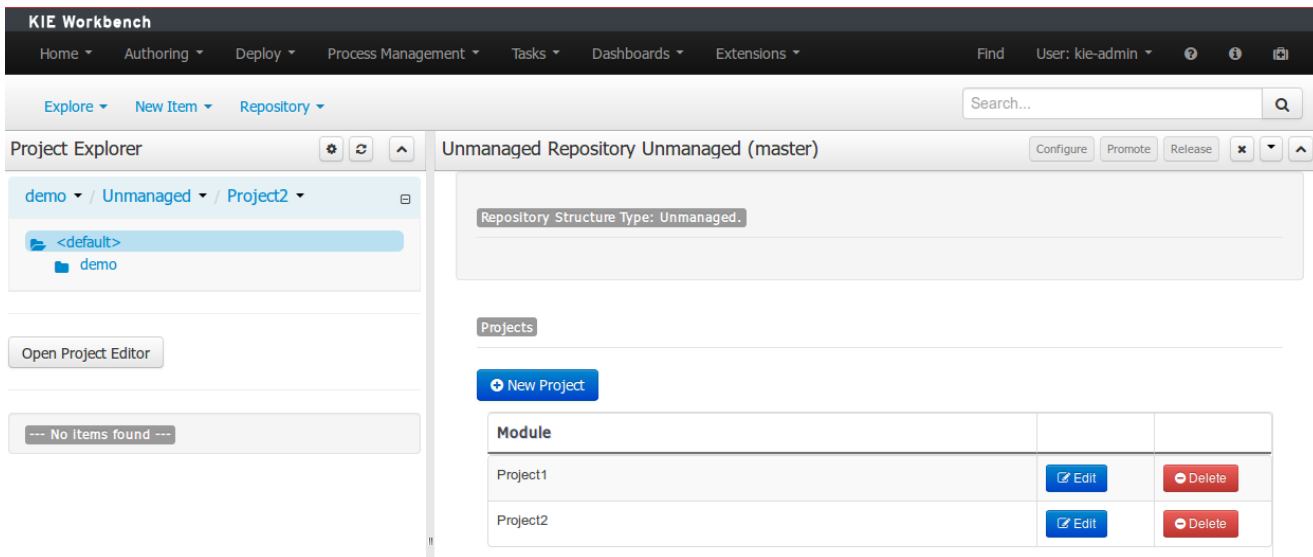 KIE Workbench
Home Authoring Deploy Process Management Tasks Dashboards Extensions Find User: kie-admin
Explore New Item Repository Search...
Project Explorer
Unmanaged Repository Unmanaged (master) Configure Promote Release
demo / Unmanaged / Project2
<default>
demo
Open Project Editor
--- No items found ---
Repository Structure Type: Unmanaged.
Projects
New Project
Module
Project1 Edit Delete
Project2 Edit Delete